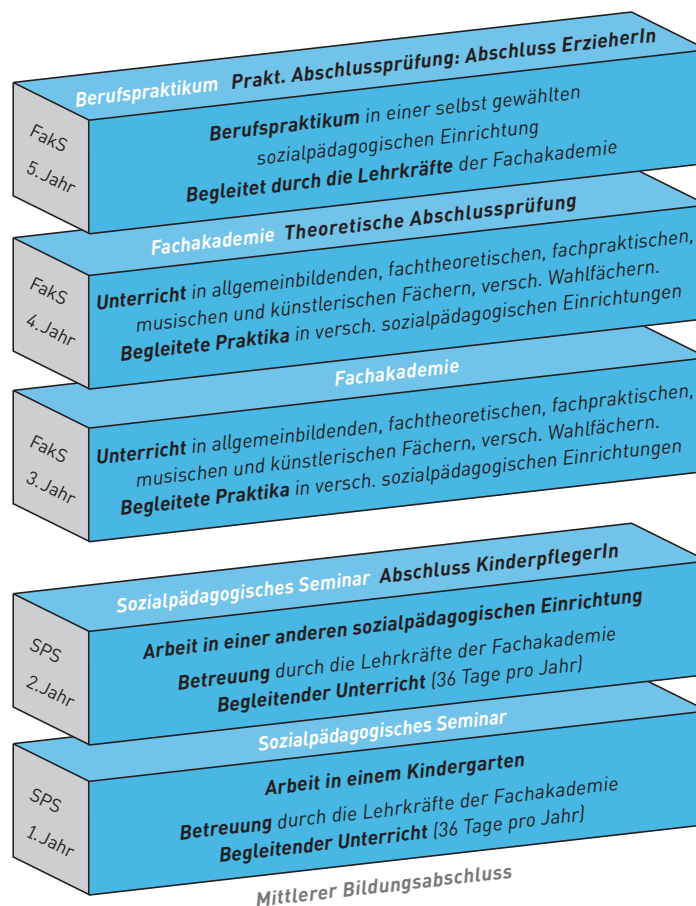 Berufspraktikum Prakt. Abschlussprüfung: Abschluss ErzieherIn
FakS
5. Jahr
Berufspraktikum in einer selbst gewählten
sozialpädagogischen Einrichtung
Begleitet durch die Lehrkräfte der Fachakademie
Fachakademie Theoretische Abschlussprüfung
FakS
4. Jahr
Unterricht in allgemeinbildenden, fachtheoretischen, fachpraktischen,
musischen und künstlerischen Fächern, versch. Wahlfächern.
Begleitete Praktika in versch. sozialpädagogischen Einrichtungen
Fachakademie
FakS
3. Jahr
Unterricht in allgemeinbildenden, fachtheoretischen, fachpraktischen,
musischen und künstlerischen Fächern, versch. Wahlfächern.
Begleitete Praktika in versch. sozialpädagogischen Einrichtungen
Sozialpädagogisches Seminar Abschluss KinderpflegerIn
SPS
2. Jahr
Arbeit in einer anderen sozialpädagogischen Einrichtung
Betreuung durch die Lehrkräfte der Fachakademie
Begleitender Unterricht (36 Tage pro Jahr)
Sozialpädagogisches Seminar
SPS
1. Jahr
Arbeit in einem Kindergarten
Betreuung durch die Lehrkräfte der Fachakademie
Begleitender Unterricht (36 Tage pro Jahr)
Mittlerer Bildungsabschluss